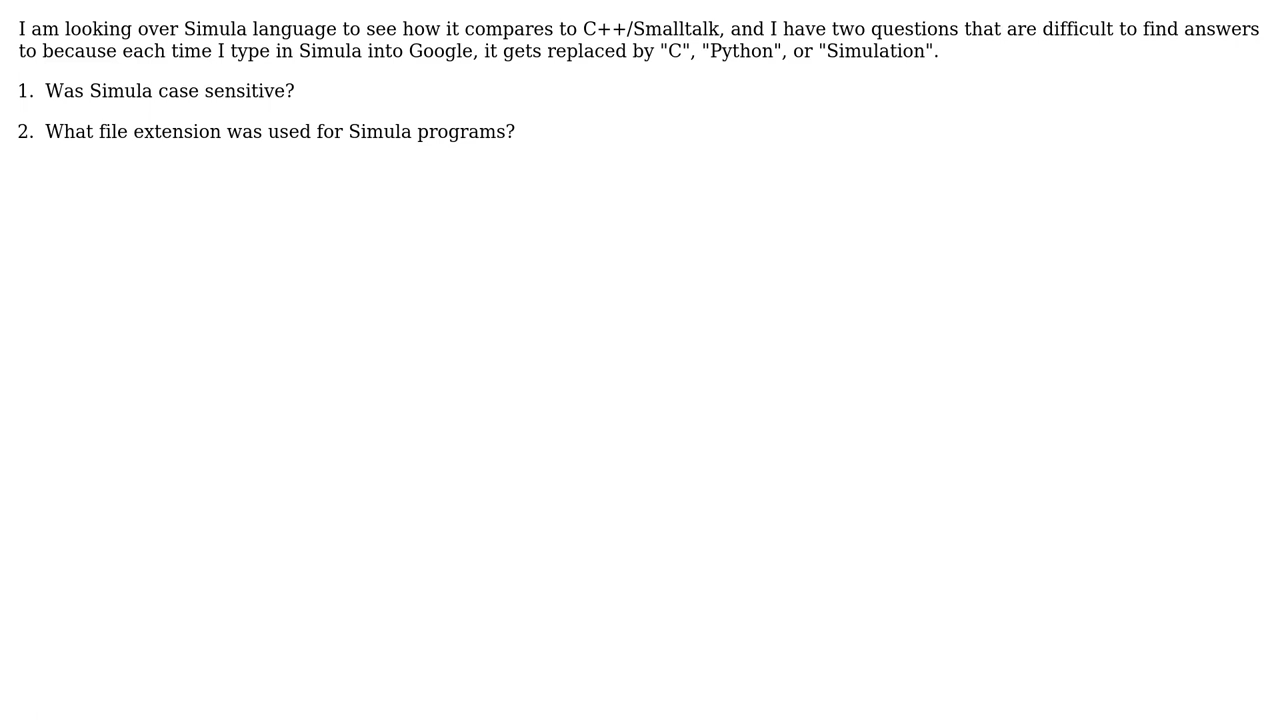 I am looking over Simula language to see how it compares to C++/Smalltalk, and I have two questions that are difficult to find answers
to because each time I type in Simula into Google, it gets replaced by "C", "Python", or "Simulation".
1. Was Simula case sensitive?
2. What file extension was used for Simula programs?